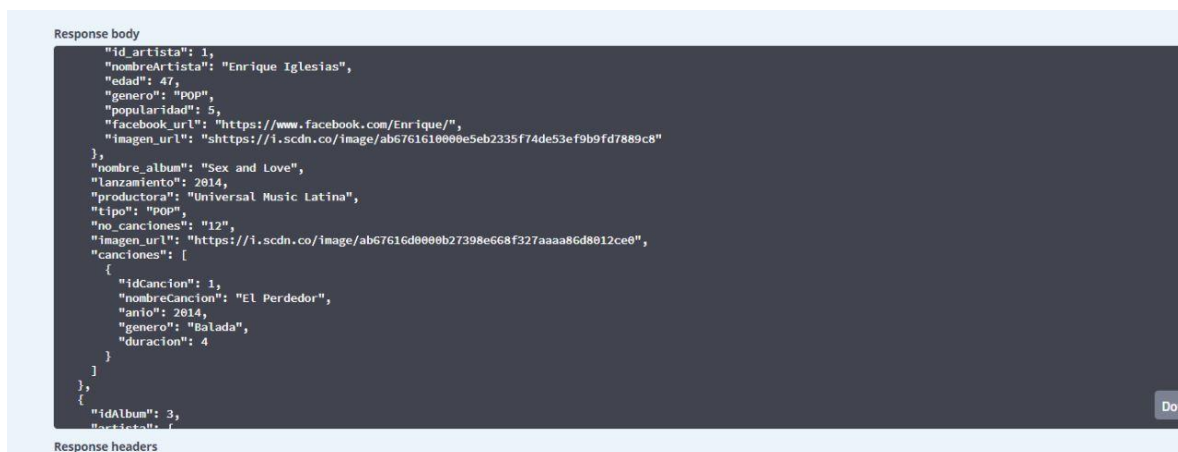 Response body
"id_artista": 1,
"nombreArtista": "Enrique Iglesias",
"edad": 47,
"genero": "POP",
"popularidad": 5,
"facebook_url": "https://www.facebook.com/Enrique/",
"imagen_url": "shttps://i.scdn.co/image/ab6761610000e5eb2335f74de53ef9b9fd7889c8"
},
"nombre_album": "Sex and Love",
"lanzamiento": 2014,
"productora": "Universal Music Latina",
"tipo": "POP",
"no_canciones": "12",
"imagen_url": "https://i.scdn.co/image/ab67616d0000b27398e668f327aaaa86d8012ce0",
"canciones": [
{
"idCancion": 1,
"nombreCancion": "El Perdedor",
"anio": 2014,
"genero": "Balada",
"duracion": 4
}
]
},
{
"idAlbum": 3,
"artista": {
Do
Response headers